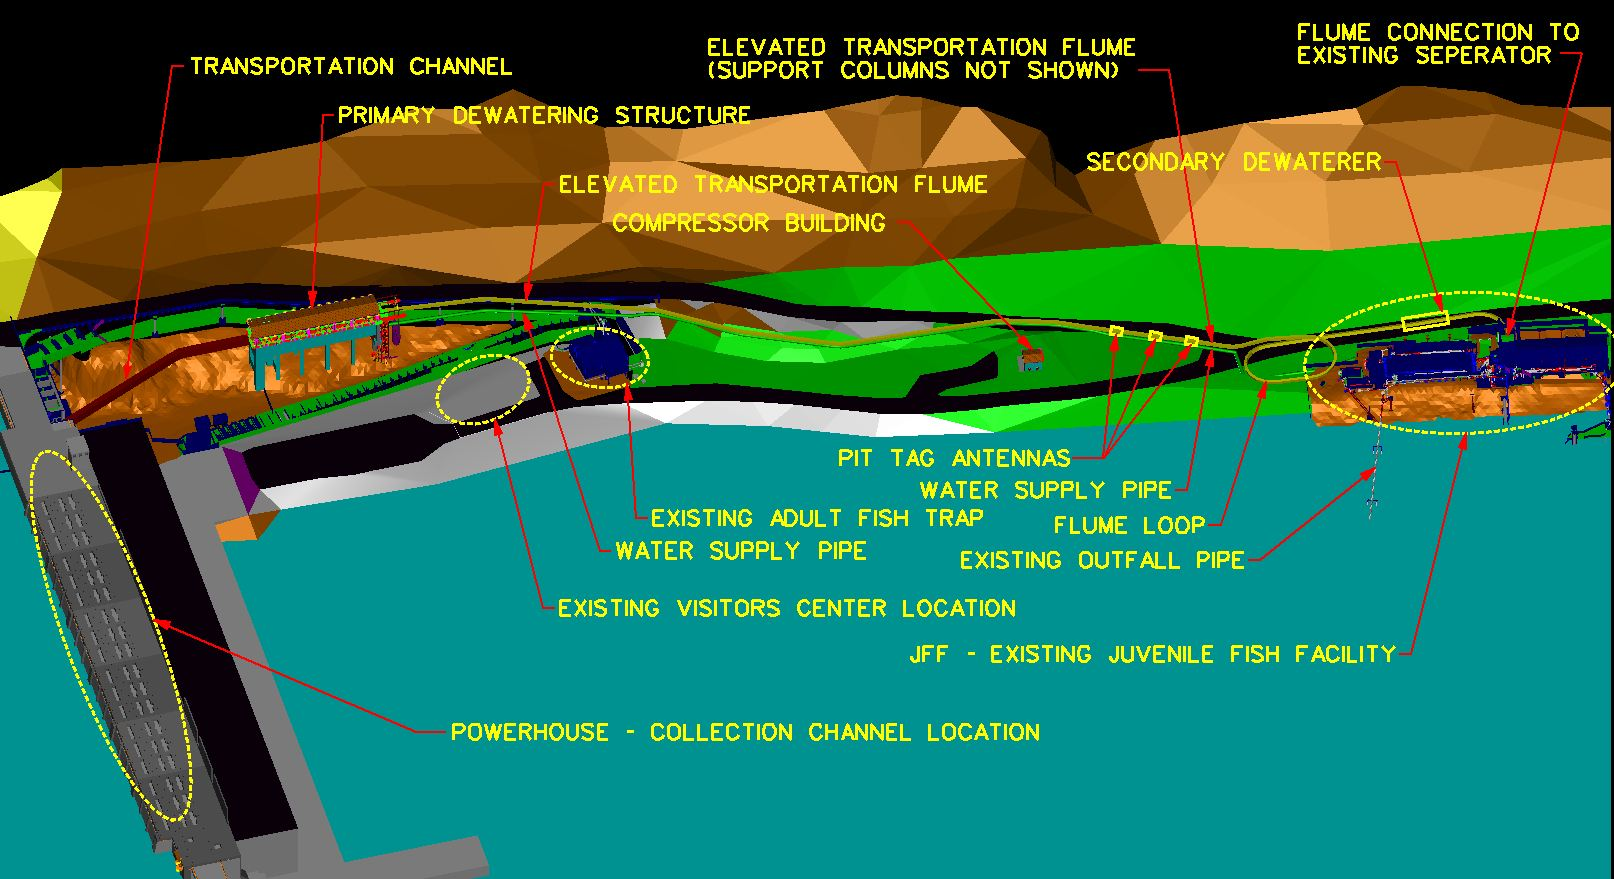 FLUME CONNECTION TO
EXISTING SEPERATOR
ELEVATED TRANSPORTATION FLUME
(SUPPORT COLUMNS NOT SHOWN)
TRANSPORTATION CHANNEL
PRIMARY DEWATERING STRUCTURE
SECONDARY DEWATERER
ELEVATED TRANSPORTATION FLUME
COMPRESSOR BUILDING
PIT TAG ANTENNAS
WATER SUPPLY PIPE
EXISTING ADULT FISH TRAP
FLUME LOOP
WATER SUPPLY PIPE
EXISTING OUTFALL PIPE
EXISTING VISITORS CENTER LOCATION
JFF - EXISTING JUVENILE FISH FACILITY
POWERHOUSE - COLLECTION CHANNEL LOCATION